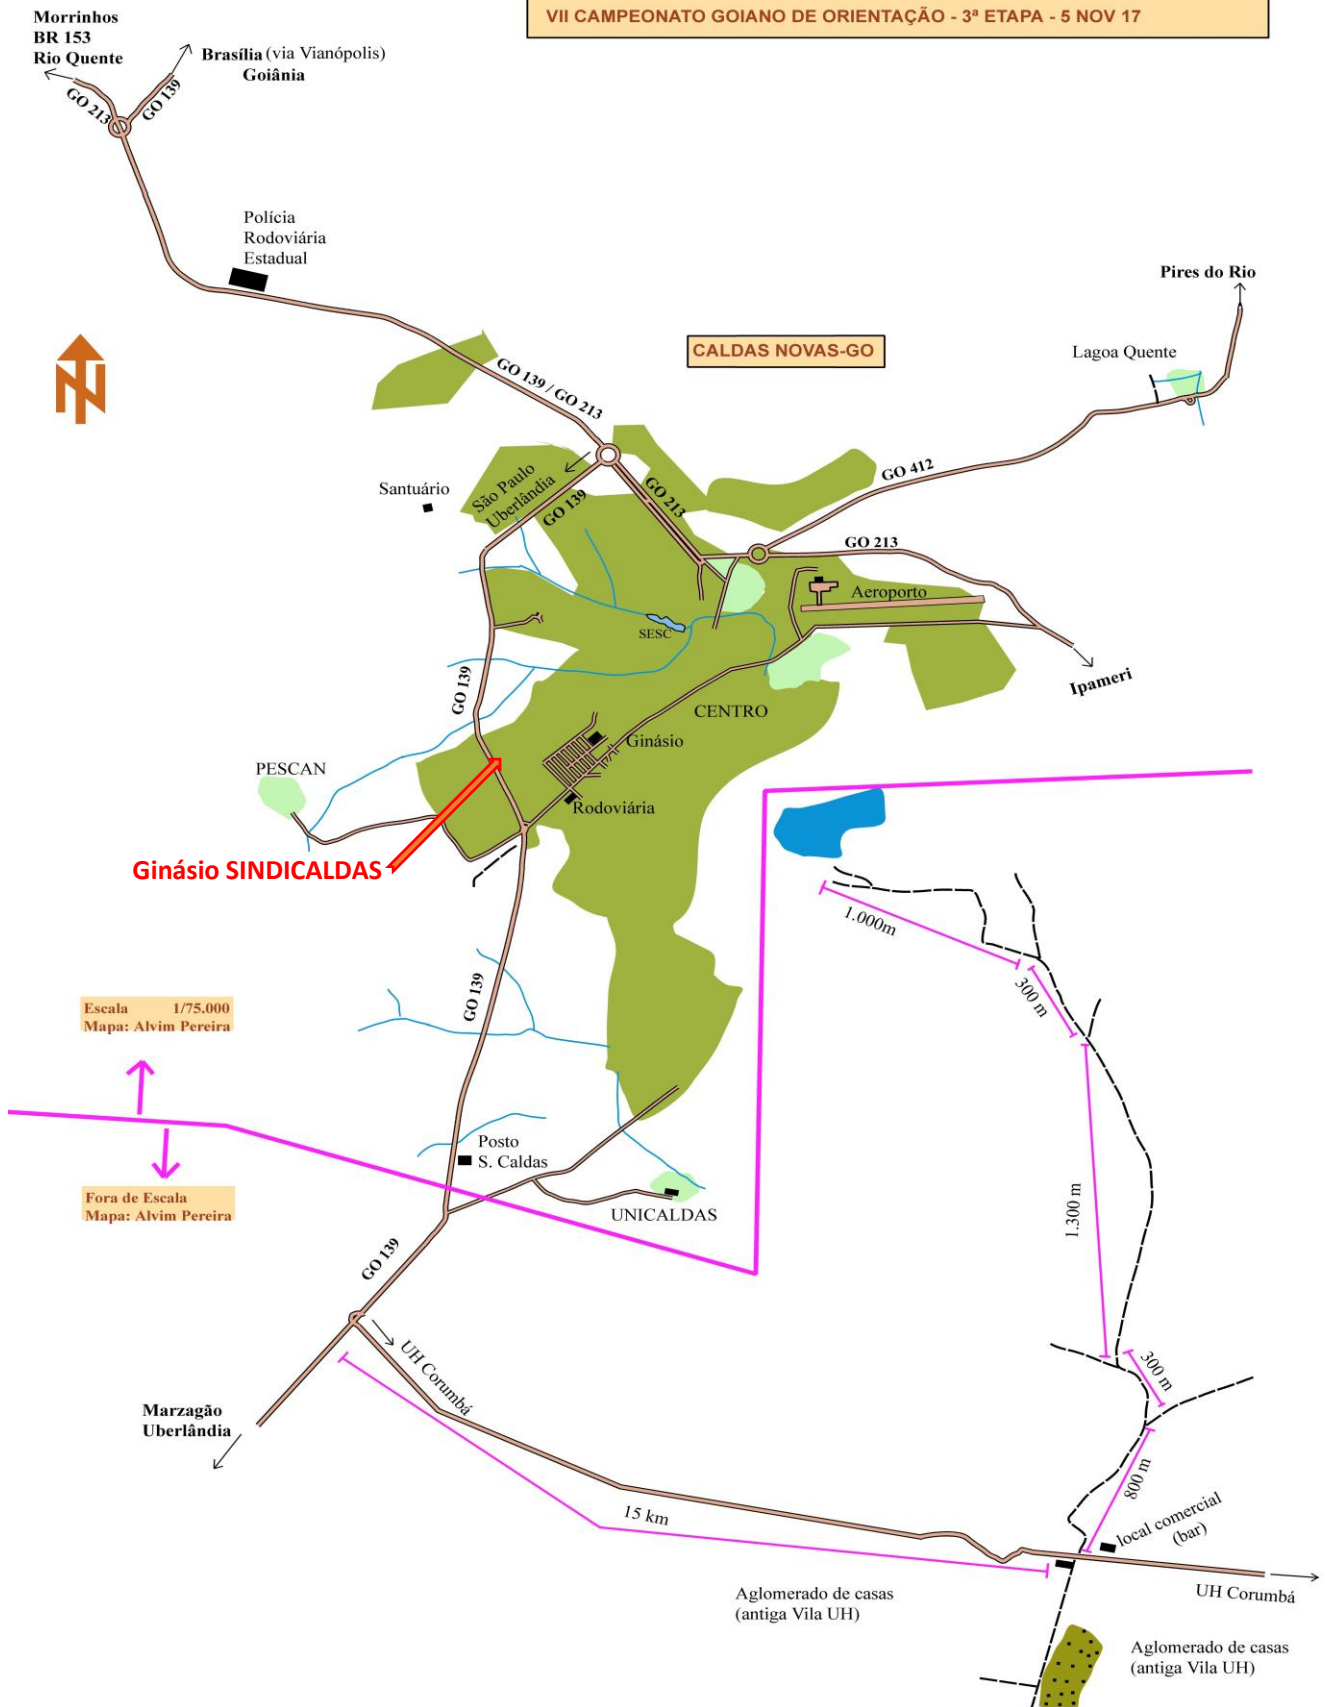 VII CAMPEONATO GOIANO DE ORIENTAÇÃO - 3ª ETAPA - 5 NOV 17
Morrinhos
BR 153
Rio Quente
Brasília (via Vianópolis)
Goiânia
GO 213
GO 139
Polícia
Rodoviária
Estadual
Pires do Rio
N
CALDAS NOVAS-GO
Lagoa Quente
GO 139 / GO 213
GO 412
Santuário
São Paulo
Uberlândia
GO 139
GO 213
GO 213
Aeroporto
SESC
GO 139
Ipameri
CENTRO
Ginásio
PESCAN
Rodoviária
Ginásio SINDICALDAS
1.000m
GO 139
300 m
Escala 1/75.000
Mapa: Alvim Pereira
Posto
S. Caldas
Fora de Escala
Mapa: Alvim Pereira
UNICALDAS
1.300 m
GO 139
UH Corumbá
300 m
Marzagão
Uberlândia
800 m
15 km
local comercial
(bar)
UH Corumbá
Aglomerado de casas
(antiga Vila UH)
Aglomerado de casas
(antiga Vila UH)